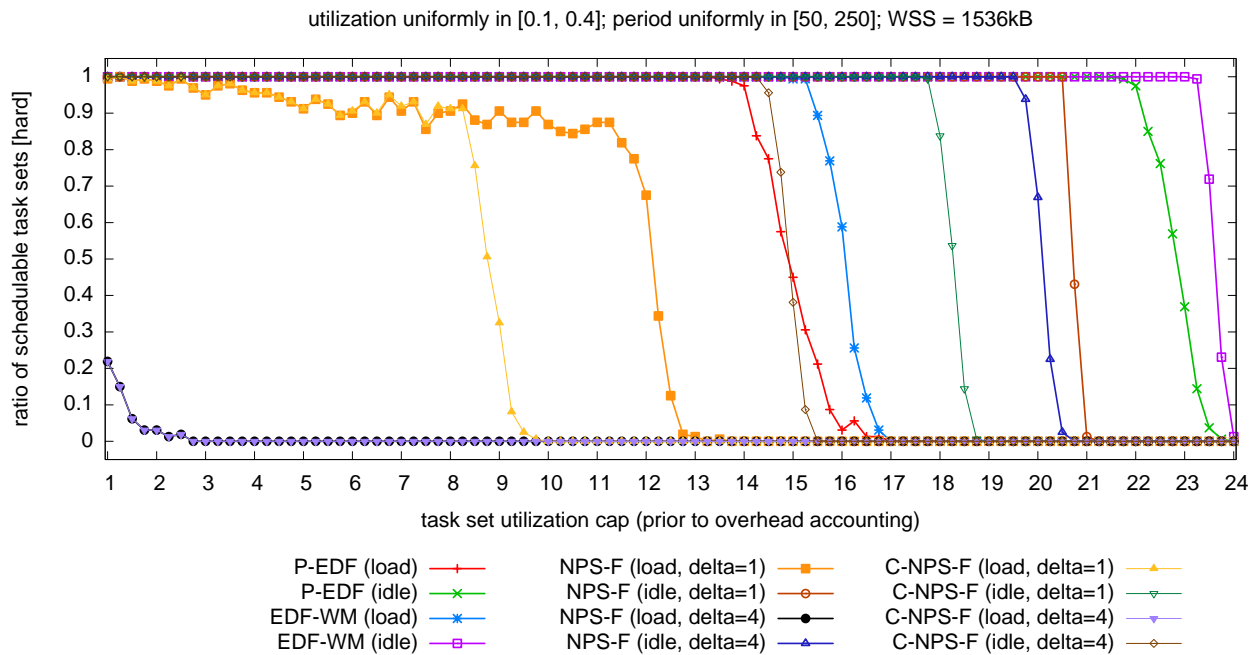 utilization uniformly in [0.1, 0.4]; period uniformly in [50, 250]; WSS = 1536kB
ratio of schedulable task sets [hard]
1
0.9
0.8
0.7
0.6
0.5
0.4
0.3
0.2
0.1
0
1 2 3 4 5 6 7 8 9 10 11 12 13 14 15 16 17 18 19 20 21 22 23 24
task set utilization cap (prior to overhead accounting)
P-EDF (load) NPS-F (load, delta=1) C-NPS-F (load, delta=1)
P-EDF (idle) NPS-F (idle, delta=1) C-NPS-F (idle, delta=1)
EDF-WM (load) NPS-F (load, delta=4) C-NPS-F (load, delta=4)
EDF-WM (idle) NPS-F (idle, delta=4) C-NPS-F (idle, delta=4)